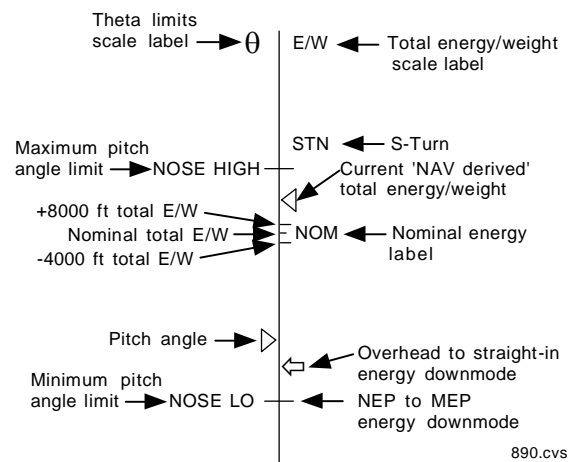 Theta limits
scale label
θ
E/W
Total energy/weight
scale label
STN
S-Turn
Maximum pitch
angle limit
NOSE HIGH
Current 'NAV derived'
total energy/weight
+8000 ft total E/W
Nominal total E/W
-4000 ft total E/W
NOM
Nominal energy
label
Pitch angle
Overhead to straight-in
energy downmode
Minimum pitch
angle limit
NOSE LO
NEP to MEP
energy downmode
890.cvs